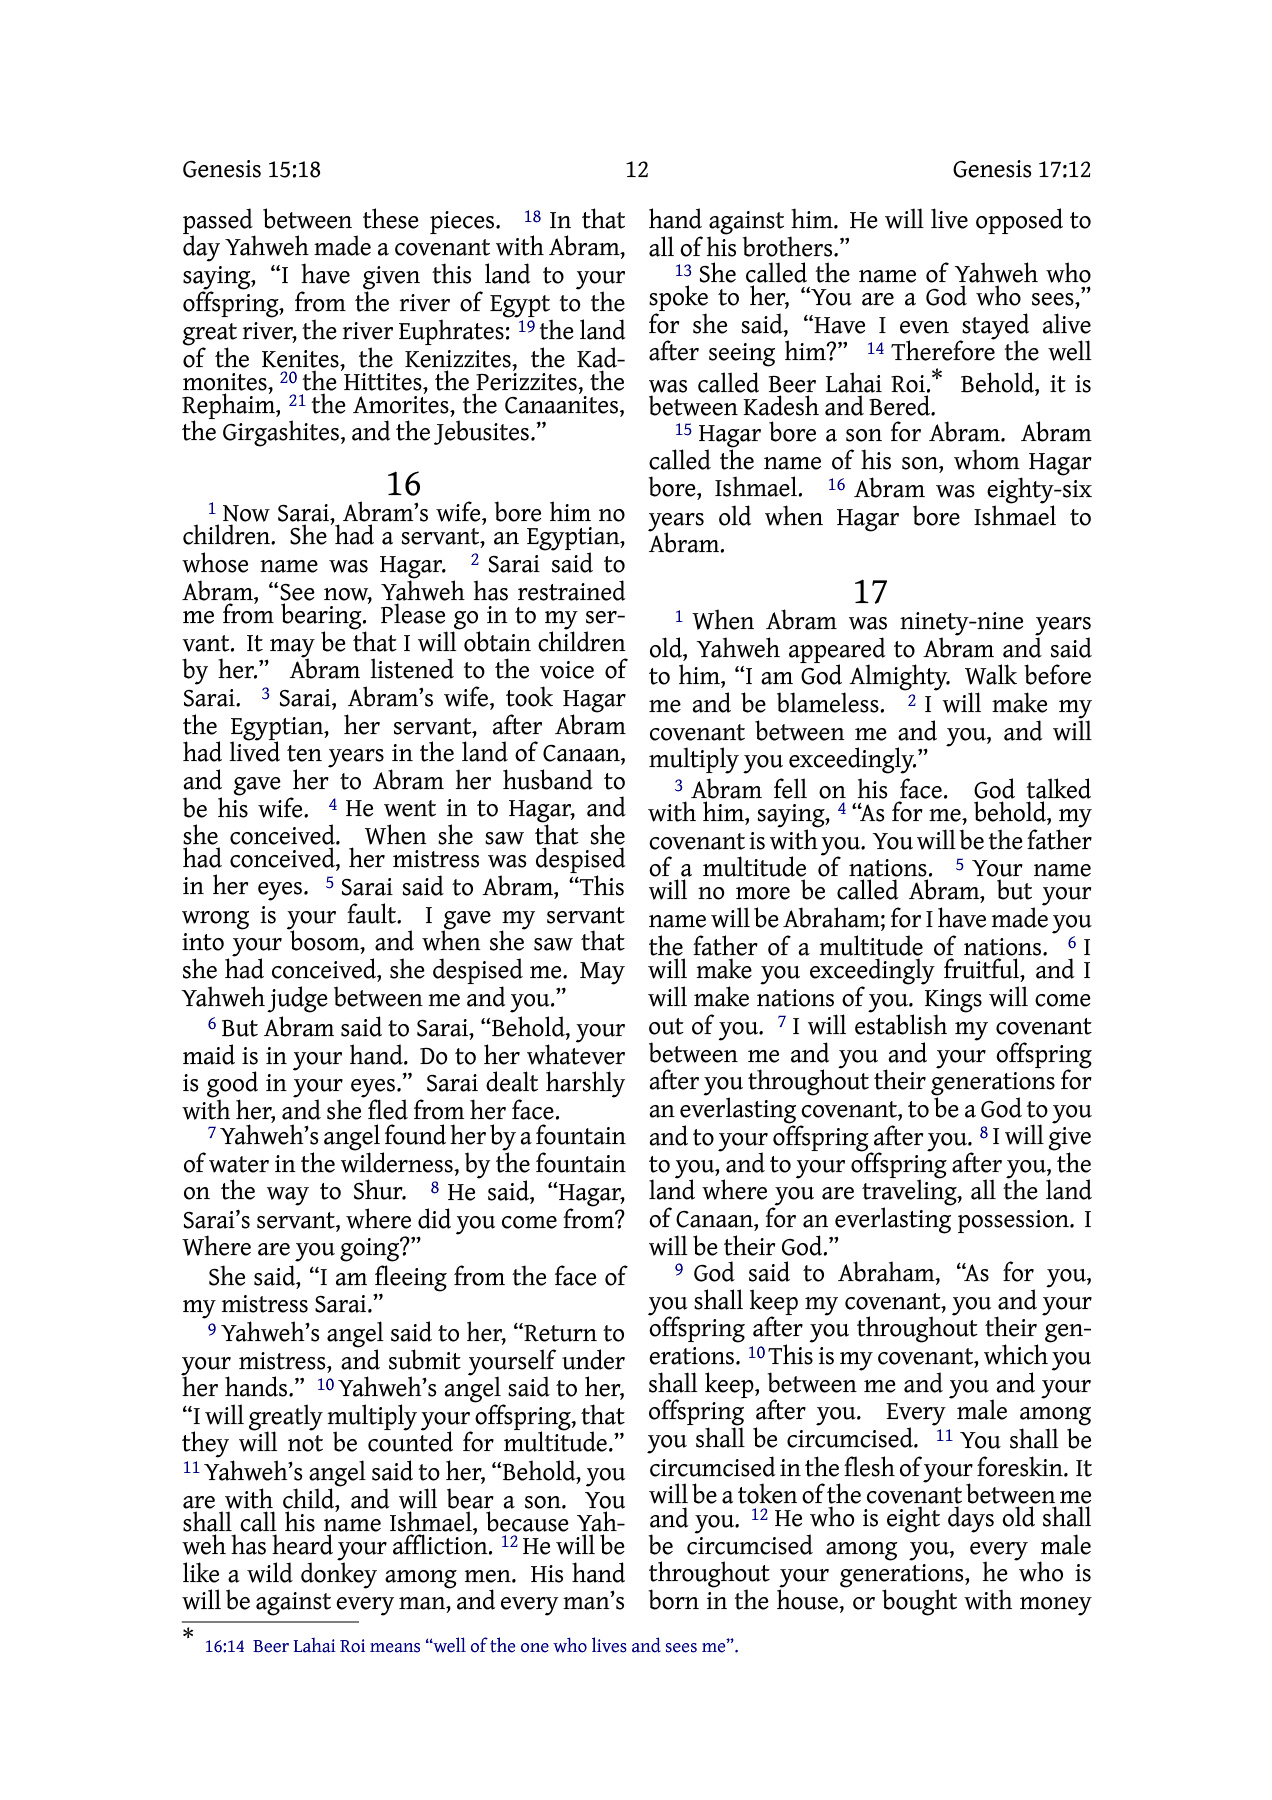 Genesis 15:18 12 Genesis 17:12
passed between these pieces. 18 In that
day Yahweh made a covenant with Abram,
saying, “I have given this land to your
offspring, from the river of Egypt to the
great river, the river Euphrates: 19 the land
of the Kenites, the Kenizzites, the Kad-
monites, 20 the Hittites, the Perizzites, the
Rephaim, 21 the Amorites, the Canaanites,
the Girgashites, and the Jebusites.”
16
1 Now Sarai, Abram’s wife, bore him no
children. She had a servant, an Egyptian,
whose name was Hagar. 2 Sarai said to
Abram, “See now, Yahweh has restrained
me from bearing. Please go in to my ser-
vant. It may be that I will obtain children
by her.” Abram listened to the voice of
Sarai. 3 Sarai, Abram’s wife, took Hagar
the Egyptian, her servant, after Abram
had lived ten years in the land of Canaan,
and gave her to Abram her husband to
be his wife. 4 He went in to Hagar, and
she conceived. When she saw that she
had conceived, her mistress was despised
in her eyes. 5 Sarai said to Abram, “This
wrong is your fault. I gave my servant
into your bosom, and when she saw that
she had conceived, she despised me. May
Yahweh judge between me and you.”
6 But Abram said to Sarai, “Behold, your
maid is in your hand. Do to her whatever
is good in your eyes.” Sarai dealt harshly
with her, and she fled from her face.
7 Yahweh’s angel found her by a fountain
of water in the wilderness, by the fountain
on the way to Shur. 8 He said, “Hagar,
Sarai’s servant, where did you come from?
Where are you going?”
She said, “I am fleeing from the face of
my mistress Sarai.”
9 Yahweh’s angel said to her, “Return to
your mistress, and submit yourself under
her hands.” 10 Yahweh’s angel said to her,
“I will greatly multiply your offspring, that
they will not be counted for multitude.”
11 Yahweh’s angel said to her, “Behold, you
are with child, and will bear a son. You
shall call his name Ishmael, because Yah-
weh has heard your affliction. 12 He will be
like a wild donkey among men. His hand
will be against every man, and every man’s
hand against him. He will live opposed to
all of his brothers.”
13 She called the name of Yahweh who
spoke to her, “You are a God who sees,”
for she said, “Have I even stayed alive
after seeing him?” 14 Therefore the well
was called Beer Lahai Roi.* Behold, it is
between Kadesh and Bered.
15 Hagar bore a son for Abram. Abram
called the name of his son, whom Hagar
bore, Ishmael. 16 Abram was eighty-six
years old when Hagar bore Ishmael to
Abram.
17
1 When Abram was ninety-nine years
old, Yahweh appeared to Abram and said
to him, “I am God Almighty. Walk before
me and be blameless. 2 I will make my
covenant between me and you, and will
multiply you exceedingly.”
3 Abram fell on his face. God talked
with him, saying, 4 “As for me, behold, my
covenant is with you. You will be the father
of a multitude of nations. 5 Your name
will no more be called Abram, but your
name will be Abraham; for I have made you
the father of a multitude of nations. 6 I
will make you exceedingly fruitful, and I
will make nations of you. Kings will come
out of you. 7 I will establish my covenant
between me and you and your offspring
after you throughout their generations for
an everlasting covenant, to be a God to you
and to your offspring after you. 8 I will give
to you, and to your offspring after you, the
land where you are traveling, all the land
of Canaan, for an everlasting possession. I
will be their God.”
9 God said to Abraham, “As for you,
you shall keep my covenant, you and your
offspring after you throughout their gen-
erations. 10 This is my covenant, which you
shall keep, between me and you and your
offspring after you. Every male among
you shall be circumcised. 11 You shall be
circumcised in the flesh of your foreskin. It
will be a token of the covenant between me
and you. 12 He who is eight days old shall
be circumcised among you, every male
throughout your generations, he who is
born in the house, or bought with money
* 16:14 Beer Lahai Roi means “well of the one who lives and sees me”.